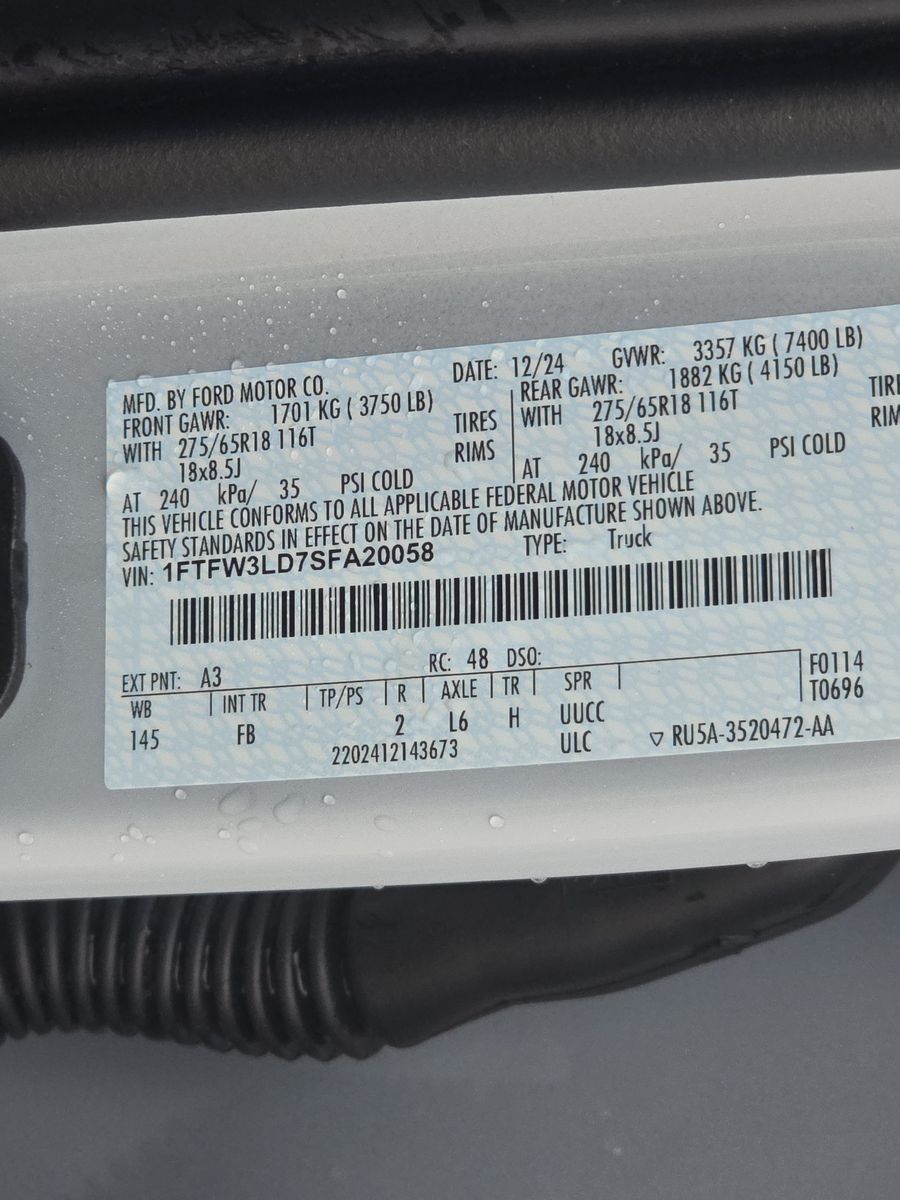 MFD. BY FORD MOTOR CO. DATE: 12/24 GVWR: 3357 KG ( 7400 LB)
FRONT GAWR: 1701 KG ( 3750 LB) REAR GAWR: 1882 KG ( 4150 LB)
WITH 275/65R18 116T TIRES WITH 275/65R18 116T
18x8.5J RIMS 18x8.5J
AT 240 kPa/ 35 PSI COLD AT 240 kPa/ 35 PSI COLD
THIS VEHICLE CONFORMS TO ALL APPLICABLE FEDERAL MOTOR VEHICLE
SAFETY STANDARDS IN EFFECT ON THE DATE OF MANUFACTURE SHOWN ABOVE.
VIN: 1FTFW3LD7SFA20058 TYPE: Truck
EXT PNT: A3 RC: 48 DSO: F0114
WB INT TR TP/PS R AXLE TR SPR T0696
145 FB 2 L6 H UUCC
2202412143673 ULC ▽ RU5A-3520472-AA